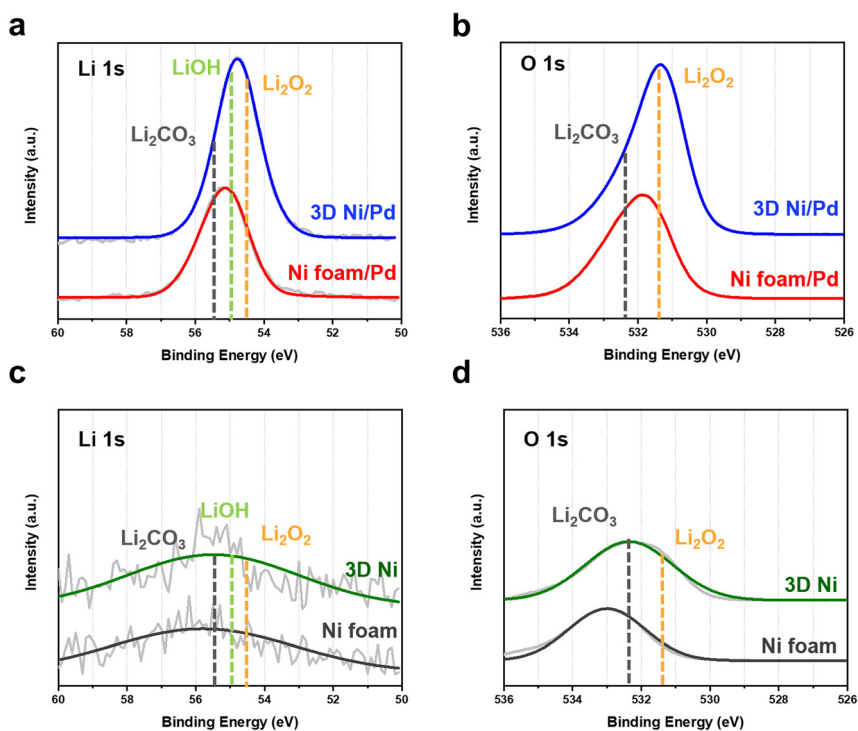 a
Li 1s
LiOH
Li₂O₂
Li₂CO₃
3D Ni/Pd
Ni foam/Pd
Intensity (a.u.)
60 58 56 54 52 50
Binding Energy (eV)
b
O 1s
Li₂O₂
Li₂CO₃
3D Ni/Pd
Ni foam/Pd
Intensity (a.u.)
536 534 532 530 528 526
Binding Energy (eV)
c
Li 1s
LiOH
Li₂CO₃
Li₂O₂
3D Ni
Ni foam
Intensity (a.u.)
60 58 56 54 52 50
Binding Energy (eV)
d
O 1s
Li₂CO₃
Li₂O₂
3D Ni
Ni foam
Intensity (a.u.)
536 534 532 530 528 526
Binding Energy (eV)